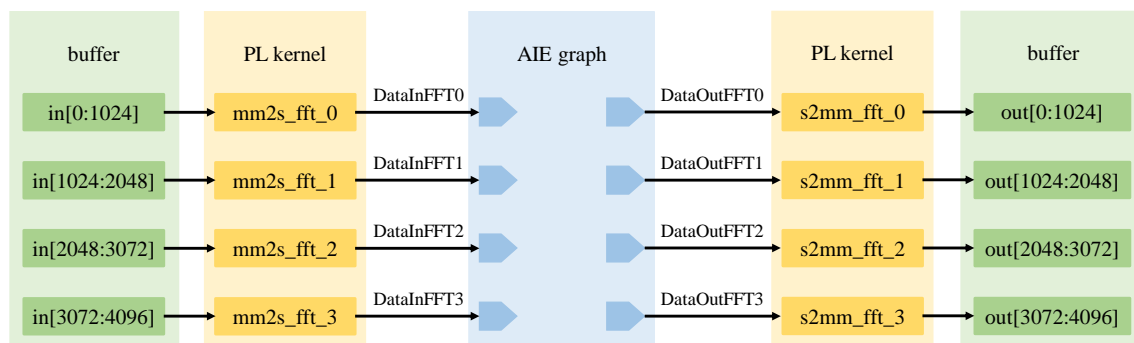 buffer
PL kernel
AIE graph
PL kernel
buffer
in[0:1024]
mm2s_fft_0
DataInFFT0
DataOutFFT0
s2mm_fft_0
out[0:1024]
in[1024:2048]
mm2s_fft_1
DataInFFT1
DataOutFFT1
s2mm_fft_1
out[1024:2048]
in[2048:3072]
mm2s_fft_2
DataInFFT2
DataOutFFT2
s2mm_fft_2
out[2048:3072]
in[3072:4096]
mm2s_fft_3
DataInFFT3
DataOutFFT3
s2mm_fft_3
out[3072:4096]